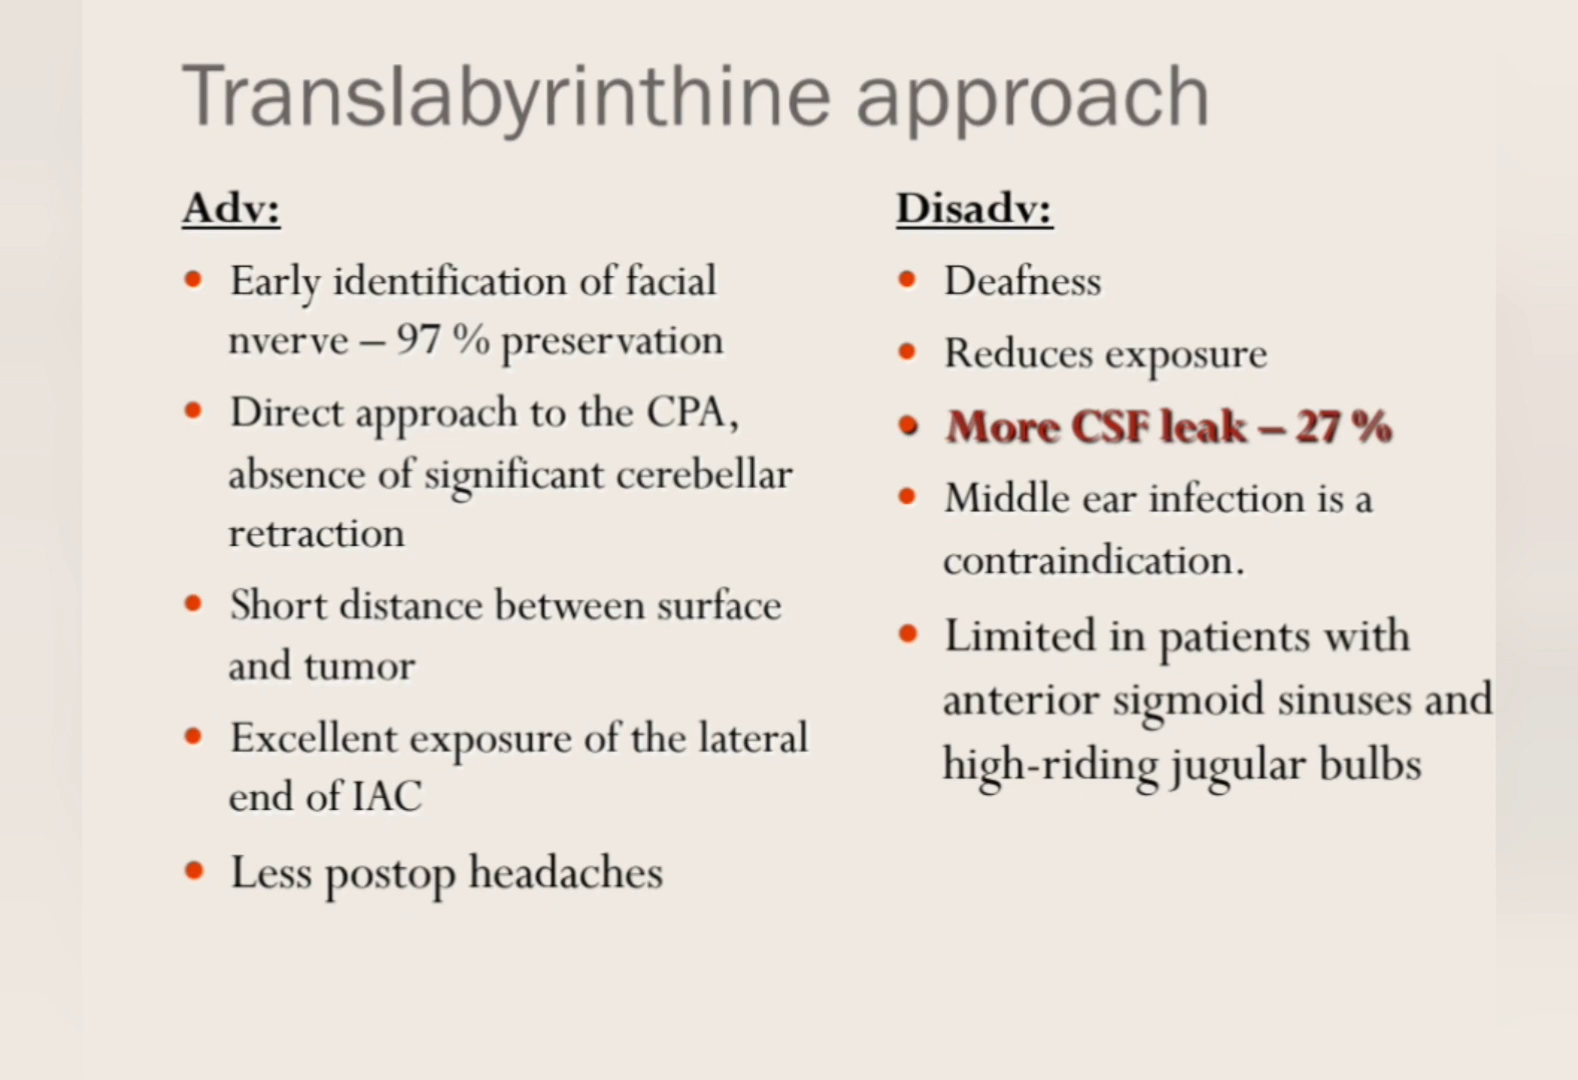 Translabyrinthine approach
Adv:
• Early identification of facial
nverve – 97 % preservation
• Direct approach to the CPA,
absence of significant cerebellar
retraction
• Short distance between surface
and tumor
• Excellent exposure of the lateral
end of IAC
• Less postop headaches
Disadv:
• Deafness
• Reduces exposure
• More CSF leak – 27 %
• Middle ear infection is a
contraindication.
• Limited in patients with
anterior sigmoid sinuses and
high-riding jugular bulbs